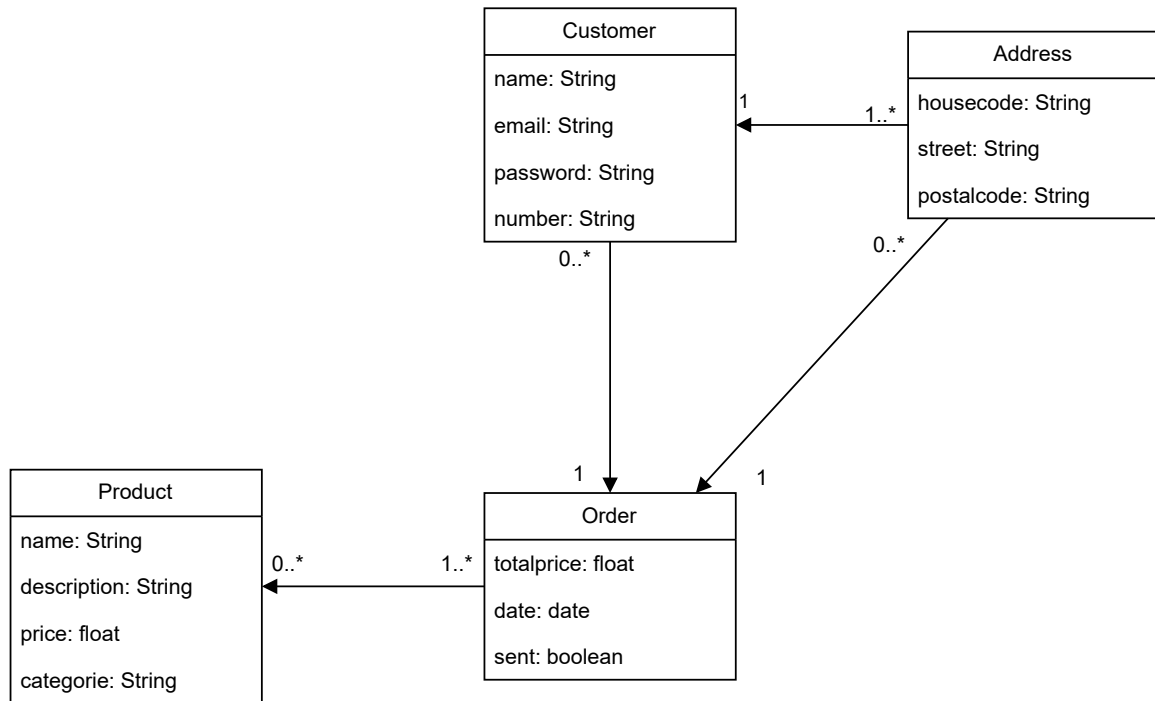 Customer
name: String
email: String
password: String
number: String
Address
housecode: String
street: String
postalcode: String
1
1..*
0..*
0..*
1
1
Product
name: String
description: String
price: float
categorie: String
0..*
1..*
Order
totalprice: float
date: date
sent: boolean